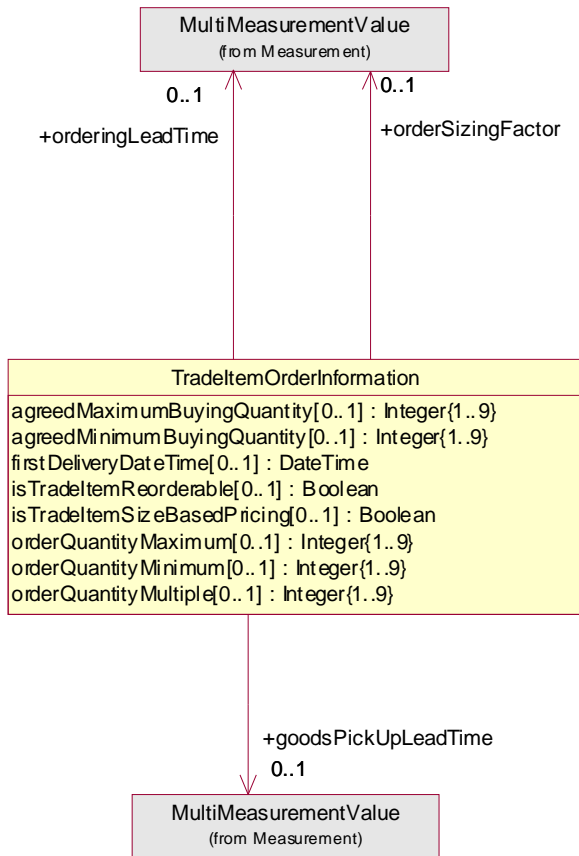 MultiMeasurementValue
(from Measurement)
0..1
0..1
+orderingLeadTime
+orderSizingFactor
TradeItemOrderInformation
agreedMaximumBuyingQuantity[0..1] : Integer{1..9}
agreedMinimumBuyingQuantity[0..1] : Integer{1..9}
firstDeliveryDateTime[0..1] : DateTime
isTradeItemReorderable[0..1] : Boolean
isTradeItemSizeBasedPricing[0..1] : Boolean
orderQuantityMaximum[0..1] : Integer{1..9}
orderQuantityMinimum[0..1] : Integer{1..9}
orderQuantityMultiple[0..1] : Integer{1..9}
+goodsPickUpLeadTime
0..1
MultiMeasurementValue
(from Measurement)